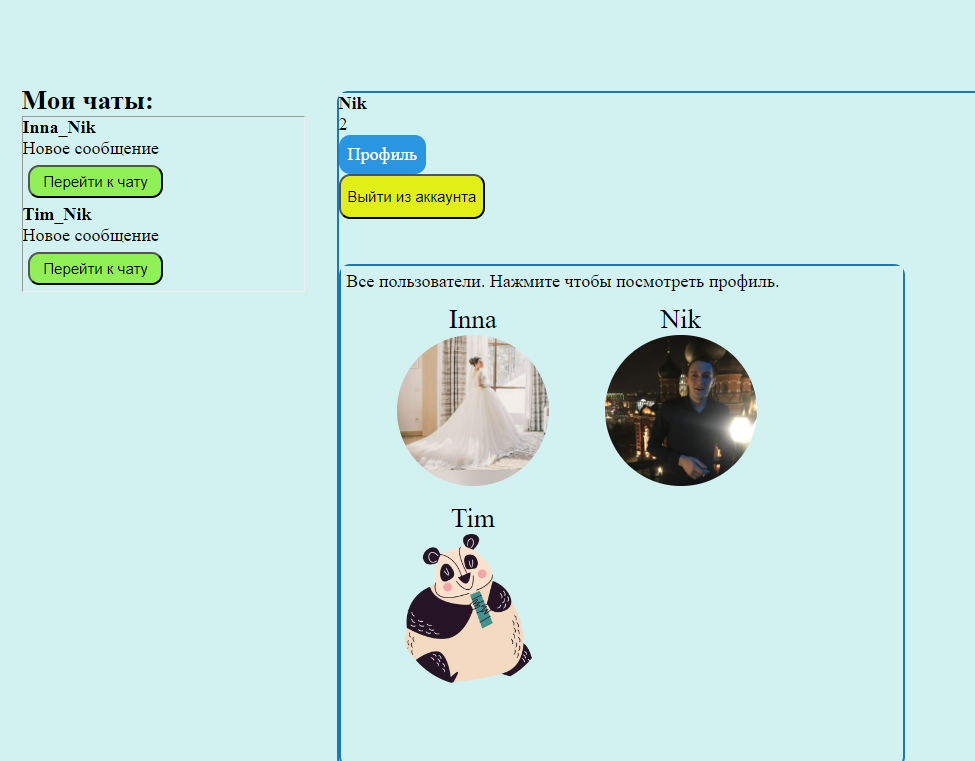 Мои чаты:
Inna_Nik
Новое сообщение
Перейти к чату
Tim_Nik
Новое сообщение
Перейти к чату
Nik
2
Профиль
Выйти из аккаунта
Все пользователи. Нажмите чтобы посмотреть профиль.
Inna
Nik
Tim